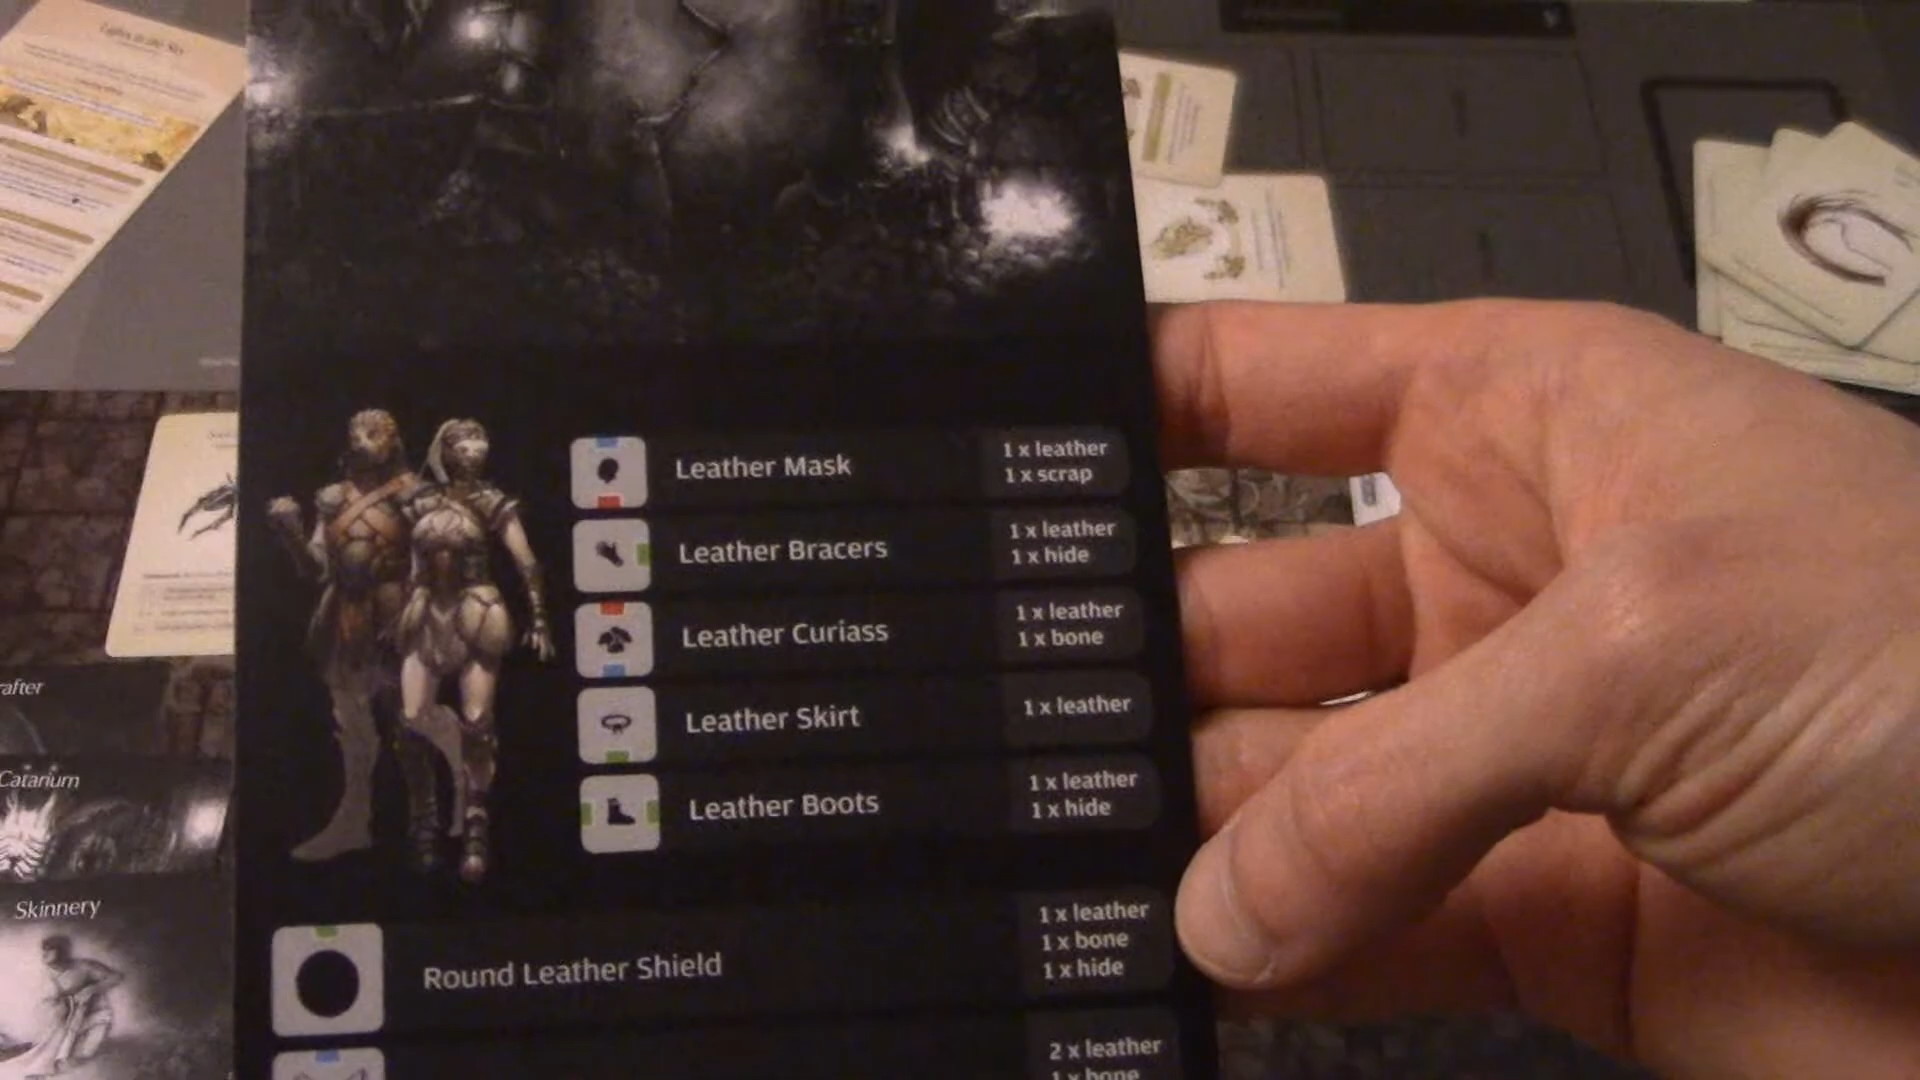 Leather Mask
1 x leather
1 x scrap
Leather Bracers
1 x leather
1 x hide
Leather Curiass
1 x leather
1 x bone
Leather Skirt
1 x leather
Leather Boots
1 x leather
1 x hide
Round Leather Shield
1 x leather
1 x bone
1 x hide
2 x leather
1 x bone
rafter
Catarium
Skinnery